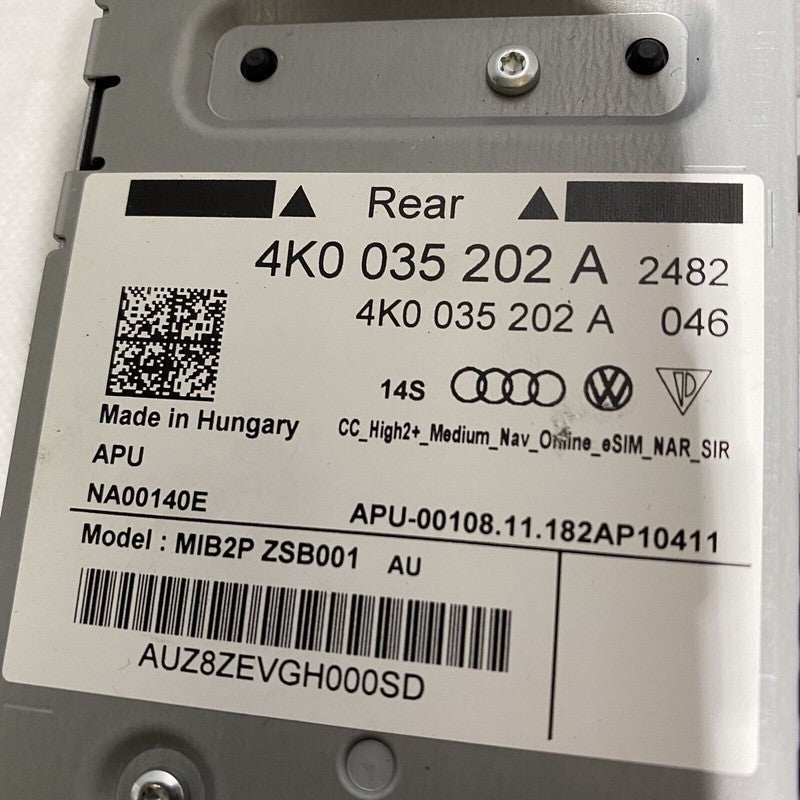 Rear
4K0 035 202 A 2482
4K0 035 202 A 046
14S
Made in Hungary
CC_High2+_Medium_Nav_Online_eSIM_NAR_SIR
APU
NA00140E
APU-00108.11.182AP10411
Model : MIB2P ZSB001 AU
AUZ8ZEVGH000SD